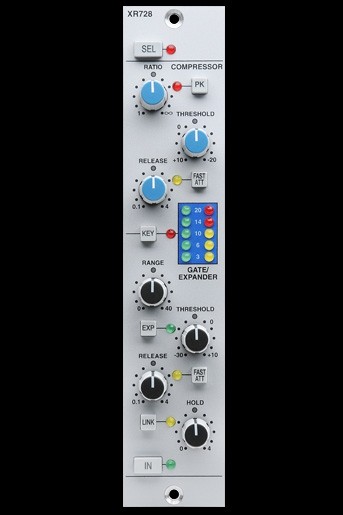 XR728
SEL
RATIO COMPRESSOR
PK
1 ∞
THRESHOLD
0
+10 -20
RELEASE
FAST
ATT
0.1 4
20
14
KEY
10
6
3
GATE/
EXPANDER
RANGE
0 40
THRESHOLD
0
EXP
-30 +10
RELEASE
FAST
ATT
0.1 4
HOLD
LINK
0 4
IN